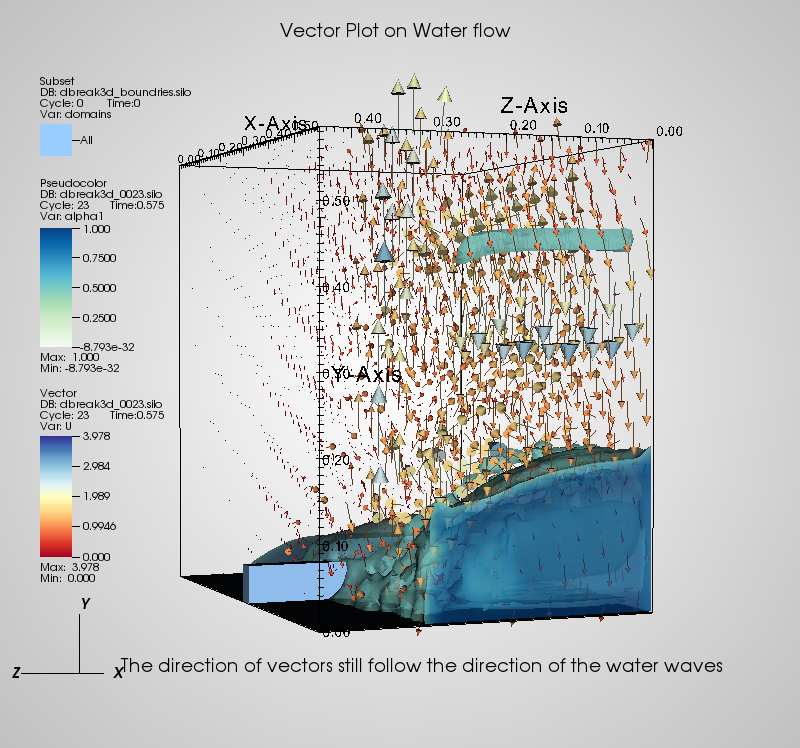 Vector Plot on Water flow
Subset
DB: dbreak3d_boundries.silo
Cycle: 0 Time:0
Var: domains
All
Pseudocolor
DB: dbreak3d_0023.silo
Cycle: 23 Time:0.575
Var: alpha1
1.000
0.7500
0.5000
0.2500
-8.793e-32
Max: 1.000
Min: -8.793e-32
Vector
DB: dbreak3d_0023.silo
Cycle: 23 Time:0.575
Var: U
3.978
2.984
1.989
0.9946
0.000
Max: 3.978
Min: 0.000
X-Axis
0.00 0.10 0.20 0.30 0.40 0.50
Z-Axis
0.40 0.30 0.20 0.10 0.00
Y-Axis
0.50
0.40
0.30
0.20
0.10
0.00
Y
Z X
The direction of vectors still follow the direction of the water waves